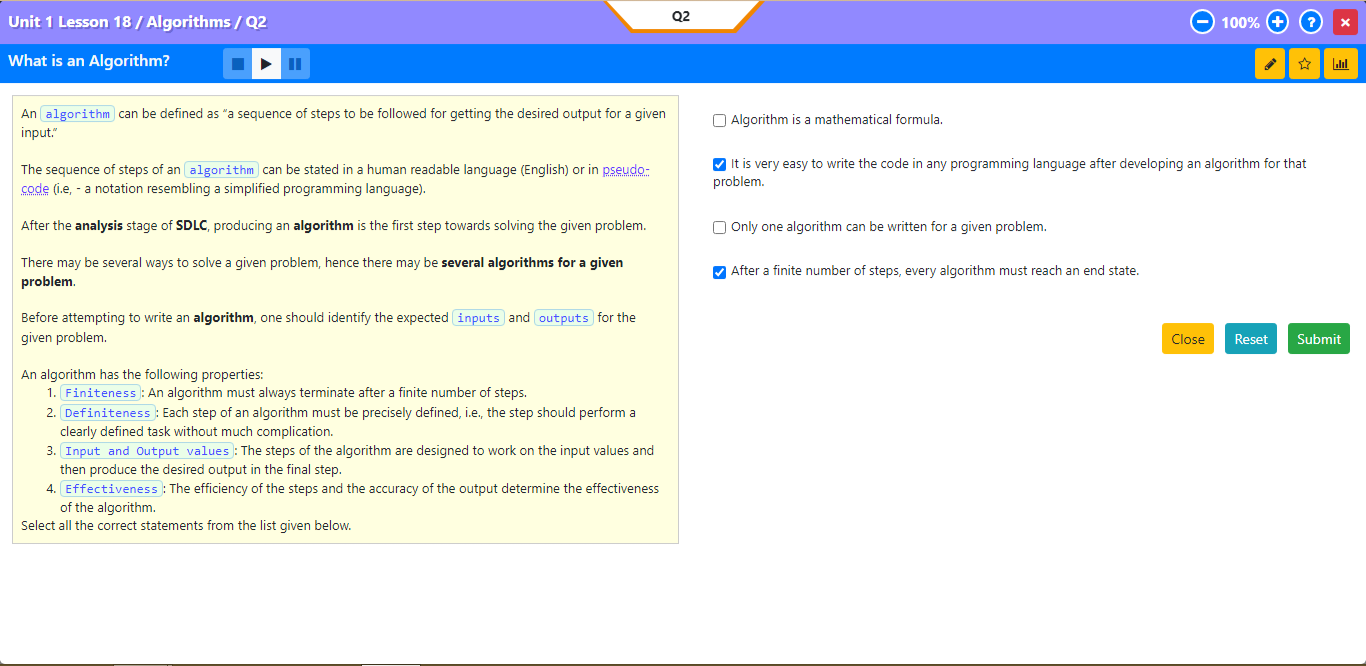 Unit 1 Lesson 18 / Algorithms / Q2
Q2
100%
What is an Algorithm?
An algorithm can be defined as "a sequence of steps to be followed for getting the desired output for a given
input."
The sequence of steps of an algorithm can be stated in a human readable language (English) or in pseudo-
code (i.e, - a notation resembling a simplified programming language).
After the analysis stage of SDLC, producing an algorithm is the first step towards solving the given problem.
There may be several ways to solve a given problem, hence there may be several algorithms for a given
problem.
Before attempting to write an algorithm, one should identify the expected inputs and outputs for the
given problem.
An algorithm has the following properties:
1. Finiteness: An algorithm must always terminate after a finite number of steps.
2. Definiteness: Each step of an algorithm must be precisely defined, i.e., the step should perform a
clearly defined task without much complication.
3. Input and Output values: The steps of the algorithm are designed to work on the input values and
then produce the desired output in the final step.
4. Effectiveness: The efficiency of the steps and the accuracy of the output determine the effectiveness
of the algorithm.
Select all the correct statements from the list given below.
Algorithm is a mathematical formula.
It is very easy to write the code in any programming language after developing an algorithm for that
problem.
Only one algorithm can be written for a given problem.
After a finite number of steps, every algorithm must reach an end state.
Close Reset Submit